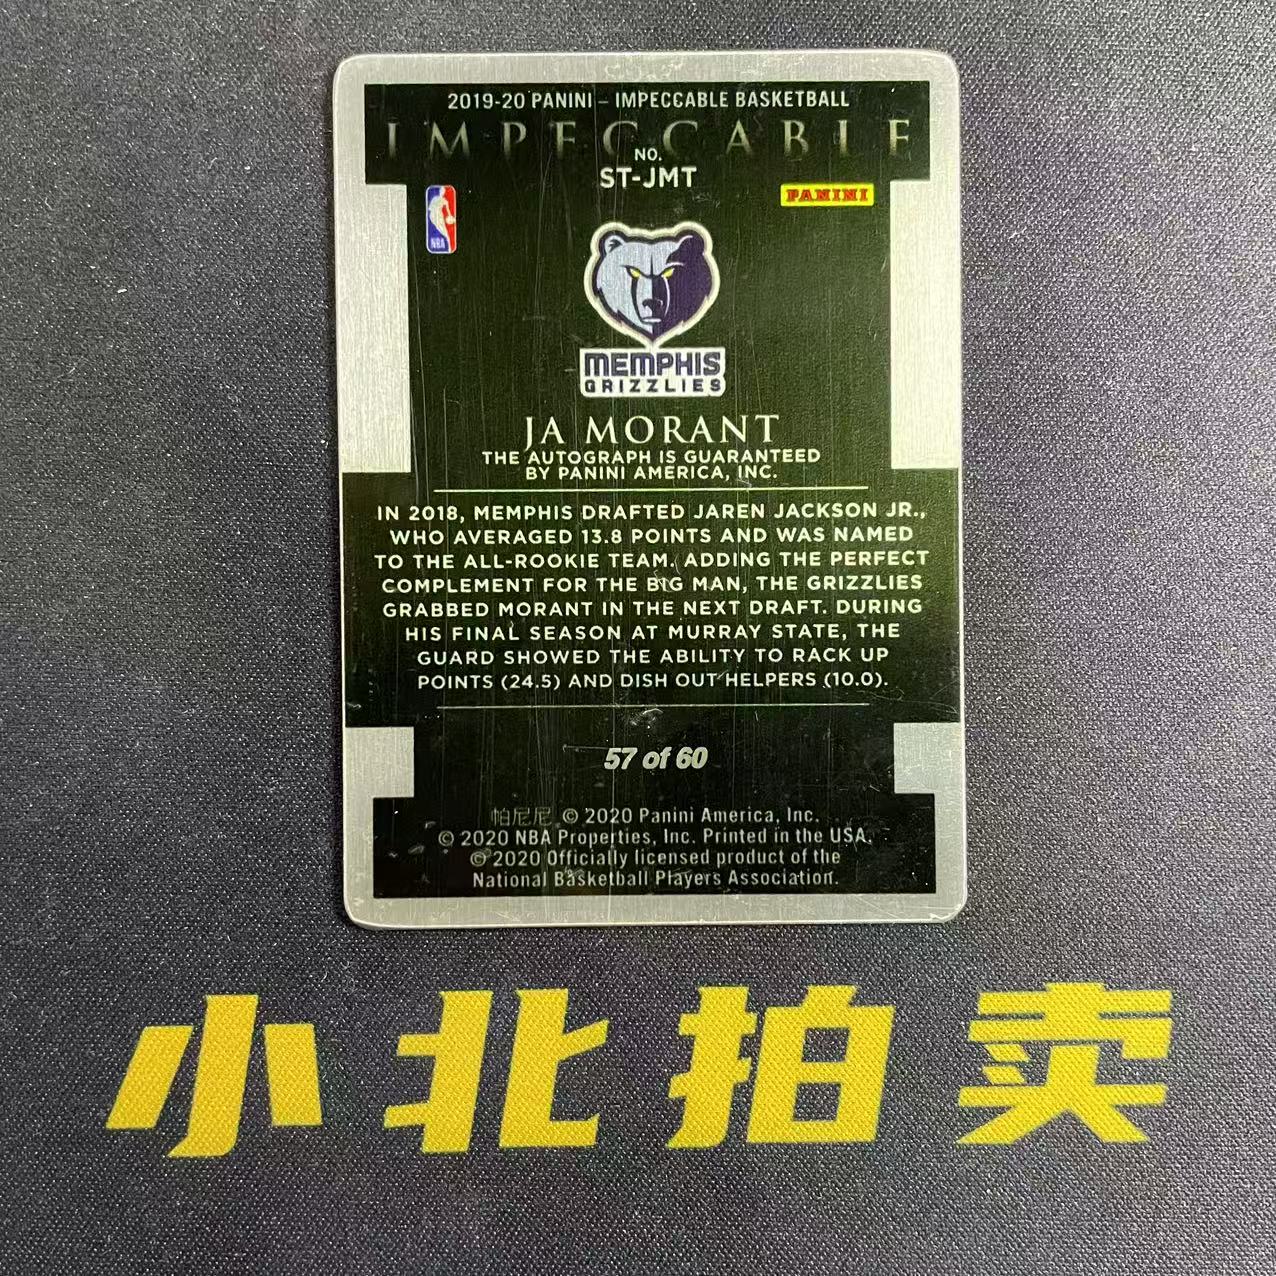 2019-20 PANINI – IMPECCABLE BASKETBALL
IMPECCABLE
NO.
ST-JMT
NBA
PANINI
MEMPHIS
GRIZZLIES
JA MORANT
THE AUTOGRAPH IS GUARANTEED
BY PANINI AMERICA, INC.
IN 2018, MEMPHIS DRAFTED JAREN JACKSON JR.,
WHO AVERAGED 13.8 POINTS AND WAS NAMED
TO THE ALL-ROOKIE TEAM. ADDING THE PERFECT
COMPLEMENT FOR THE BIG MAN, THE GRIZZLIES
GRABBED MORANT IN THE NEXT DRAFT. DURING
HIS FINAL SEASON AT MURRAY STATE, THE
GUARD SHOWED THE ABILITY TO RACK UP
POINTS (24.5) AND DISH OUT HELPERS (10.0).
57 of 60
帕尼尼 © 2020 Panini America, Inc.
© 2020 NBA Properties, Inc. Printed in the USA.
© 2020 Officially licensed product of the
National Basketball Players Association.
小北拍卖